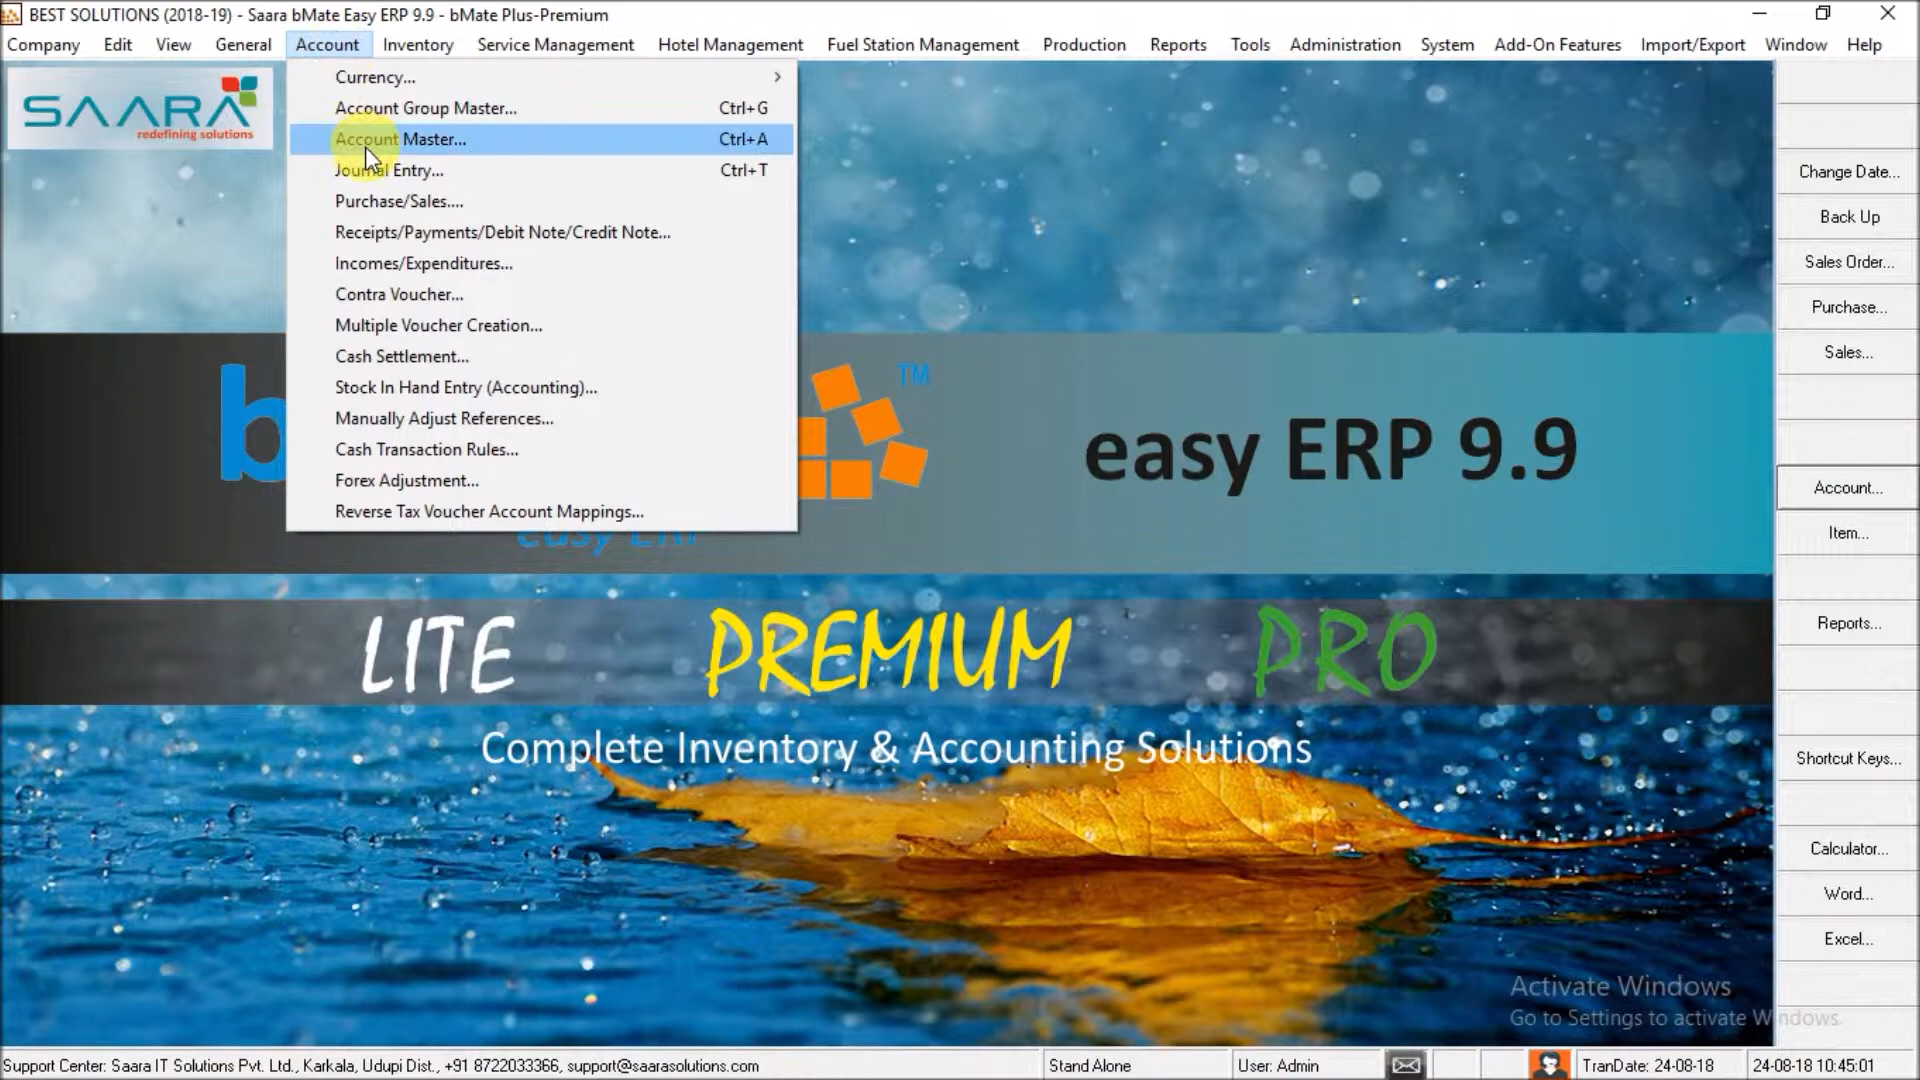 BEST SOLUTIONS (2018-19) - Saara bMate Easy ERP 9.9 - bMate Plus-Premium
Company Edit View General Account Inventory Service Management Hotel Management Fuel Station Management Production Reports Tools Administration System Add-On Features Import/Export Window Help
SAARA
redefining solutions
Currency...
Account Group Master... Ctrl+G
Account Master... Ctrl+A
Journal Entry... Ctrl+T
Purchase/Sales....
Receipts/Payments/Debit Note/Credit Note...
Incomes/Expenditures...
Contra Voucher...
Multiple Voucher Creation...
Cash Settlement...
Stock In Hand Entry (Accounting)...
Manually Adjust References...
Cash Transaction Rules...
Forex Adjustment...
Reverse Tax Voucher Account Mappings...
b
TM
easy ERP 9.9
easy ERP
LITE PREMIUM PRO
Complete Inventory & Accounting Solutions
Change Date...
Back Up
Sales Order...
Purchase...
Sales...
Account...
Item...
Reports...
Shortcut Keys...
Calculator...
Word...
Excel...
Activate Windows
Go to Settings to activate Windows.
Support Center: Saara IT Solutions Pvt. Ltd., Karkala, Udupi Dist., +91 8722033366, support@saarasolutions.com Stand Alone User: Admin TranDate: 24-08-18 24-08-18 10:45:01